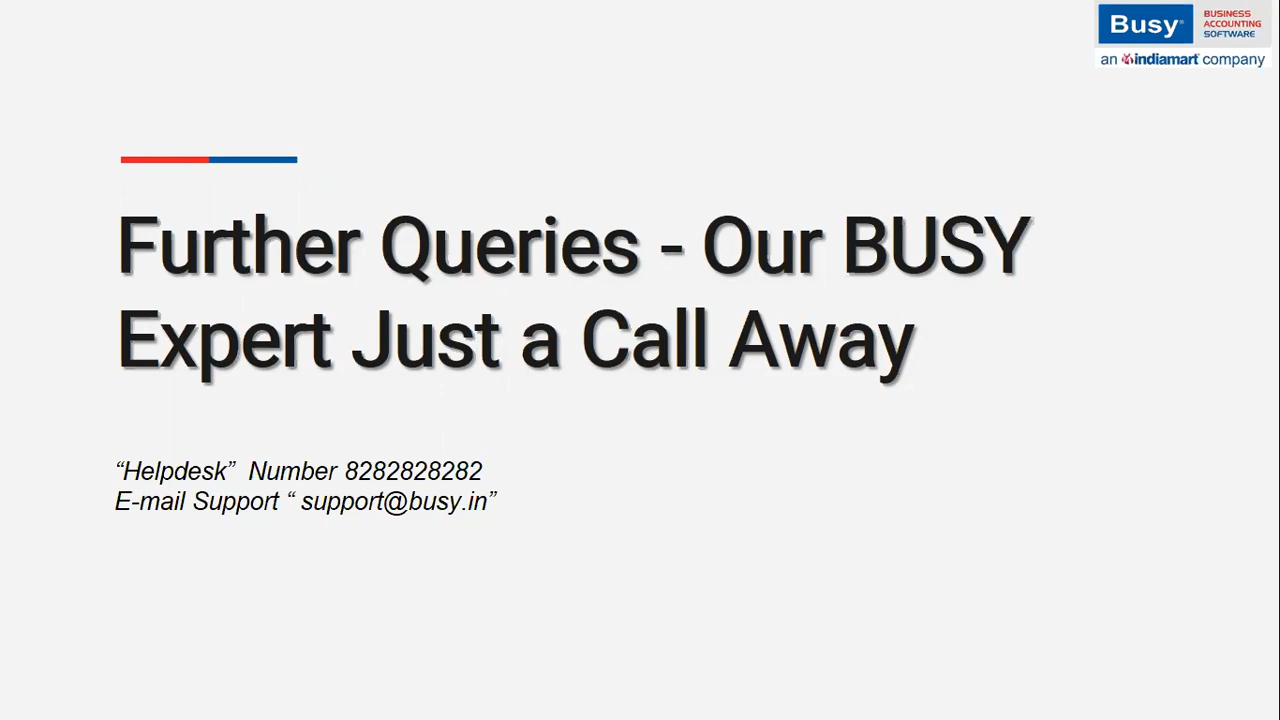 Busy® BUSINESS
ACCOUNTING
SOFTWARE
an indiamart company
Further Queries - Our BUSY
Expert Just a Call Away
“Helpdesk”  Number 8282828282
E-mail Support “ support@busy.in”